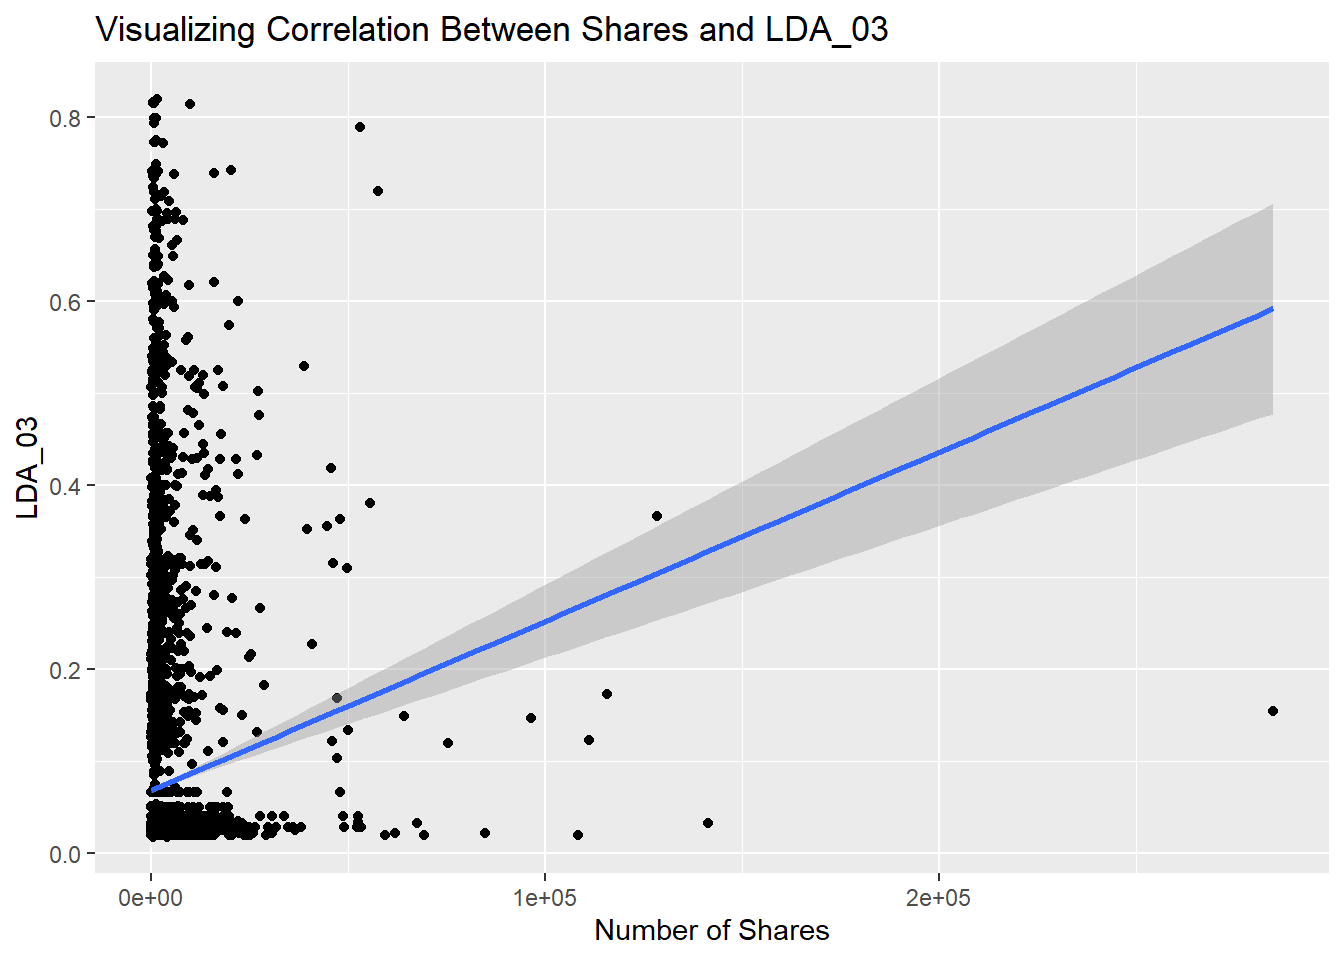 Visualizing Correlation Between Shares and LDA_03
0.8
0.6
0.4
0.2
0.0
LDA_03
0e+00 1e+05 2e+05
Number of Shares